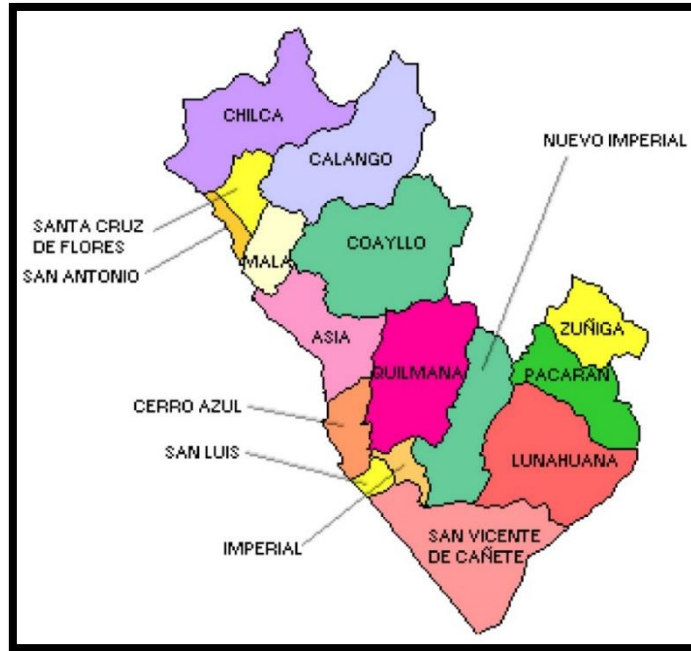 CHILCA
NUEVO IMPERIAL
CALANGO
SANTA CRUZ
DE FLORES
SAN ANTONIO
COAYLLO
MALA
ZUÑIGA
ASIA
QUILMANA
PACARAN
CERRO AZUL
SAN LUIS
LUNAHUANA
IMPERIAL
SAN VICENTE
DE CAÑETE